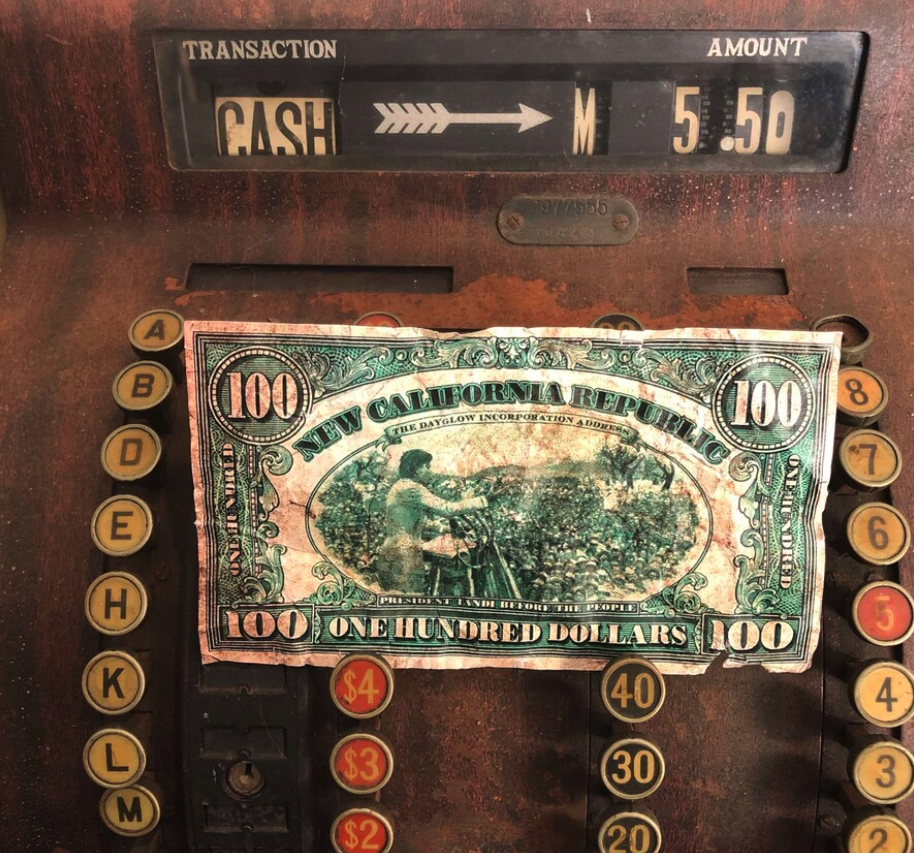 TRANSACTION AMOUNT
CASH M 5.50
A
B 8
100 100
NEW CALIFORNIA REPUBLIC
THE DAYGLOW INCORPORATION ADDRESS
D 7
ONE HUNDRED ONE HUNDRED
E 6
H 5
PRESIDENT TANDI BEFORE THE PEOPLE
100 ONE HUNDRED DOLLARS 100
K $4 40 4
L $3 30 3
M $2 20 2